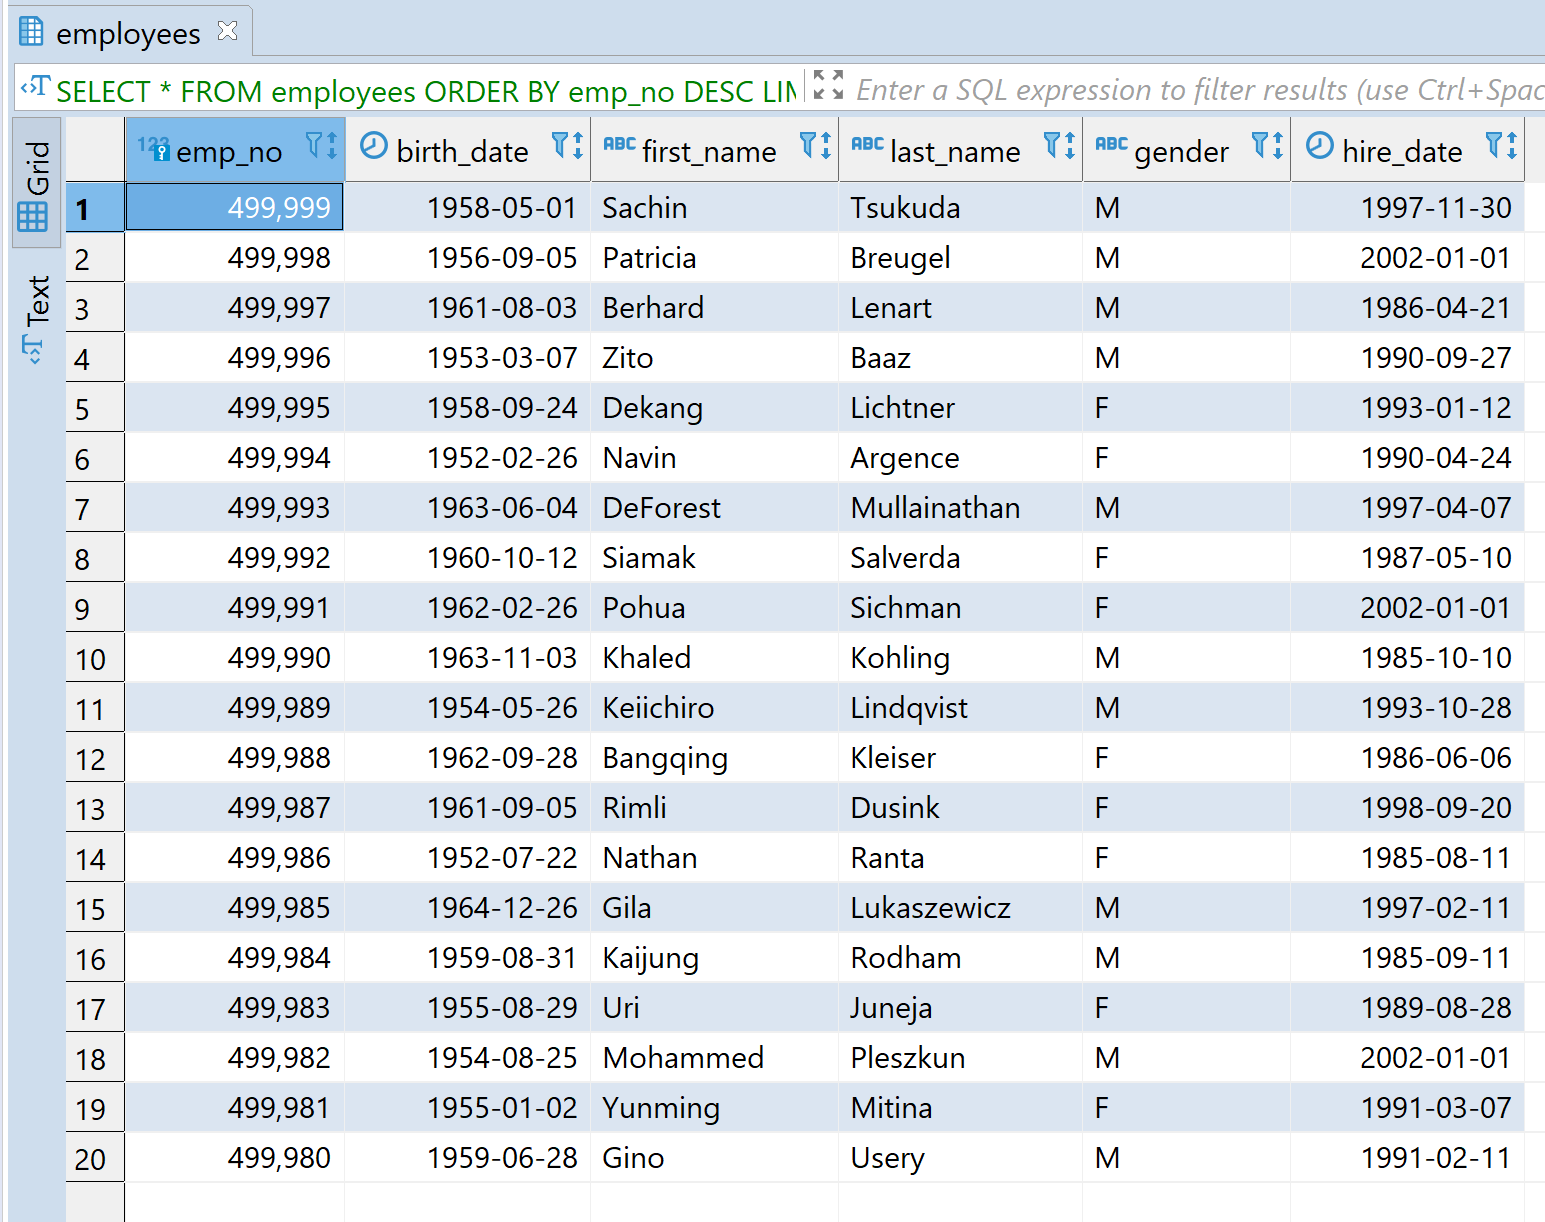 employees
SELECT * FROM employees ORDER BY emp_no DESC LIM Enter a SQL expression to filter results (use Ctrl+Spac
Grid
Text
123 emp_no birth_date ABC first_name ABC last_name ABC gender hire_date
1 499,999 1958-05-01 Sachin Tsukuda M 1997-11-30
2 499,998 1956-09-05 Patricia Breugel M 2002-01-01
3 499,997 1961-08-03 Berhard Lenart M 1986-04-21
4 499,996 1953-03-07 Zito Baaz M 1990-09-27
5 499,995 1958-09-24 Dekang Lichtner F 1993-01-12
6 499,994 1952-02-26 Navin Argence F 1990-04-24
7 499,993 1963-06-04 DeForest Mullainathan M 1997-04-07
8 499,992 1960-10-12 Siamak Salverda F 1987-05-10
9 499,991 1962-02-26 Pohua Sichman F 2002-01-01
10 499,990 1963-11-03 Khaled Kohling M 1985-10-10
11 499,989 1954-05-26 Keiichiro Lindqvist M 1993-10-28
12 499,988 1962-09-28 Bangqing Kleiser F 1986-06-06
13 499,987 1961-09-05 Rimli Dusink F 1998-09-20
14 499,986 1952-07-22 Nathan Ranta F 1985-08-11
15 499,985 1964-12-26 Gila Lukaszewicz M 1997-02-11
16 499,984 1959-08-31 Kaijung Rodham M 1985-09-11
17 499,983 1955-08-29 Uri Juneja F 1989-08-28
18 499,982 1954-08-25 Mohammed Pleszkun M 2002-01-01
19 499,981 1955-01-02 Yunming Mitina F 1991-03-07
20 499,980 1959-06-28 Gino Usery M 1991-02-11